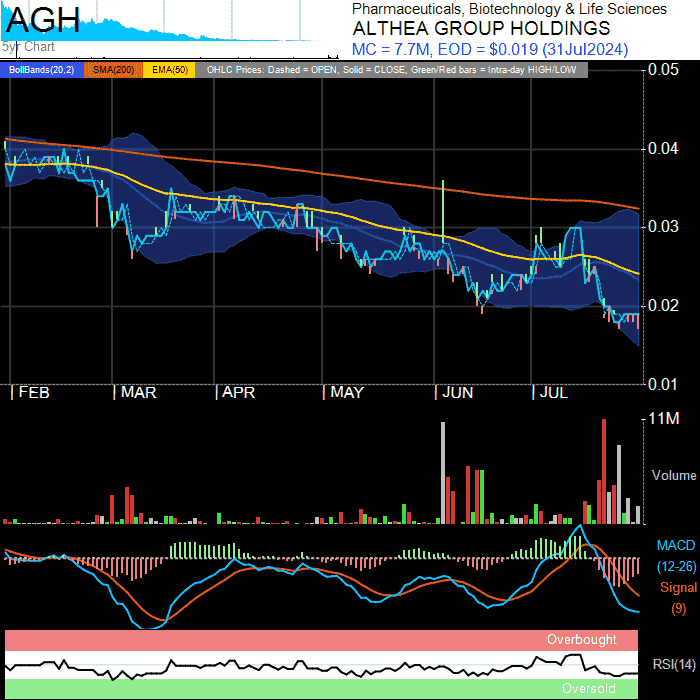 AGH
5yr Chart
Pharmaceuticals, Biotechnology & Life Sciences
ALTHEA GROUP HOLDINGS
MC = 7.7M, EOD = $0.019 (31Jul2024)
BollBands(20,2) SMA(200) EMA(50) OHLC Prices: Dashed = OPEN, Solid = CLOSE, Green/Red bars = Intra-day HIGH/LOW
0.05
0.04
0.03
0.02
0.01
FEB MAR APR MAY JUN JUL
11M
Volume
MACD
(12-26)
Signal
(9)
Overbought
RSI(14)
Oversold